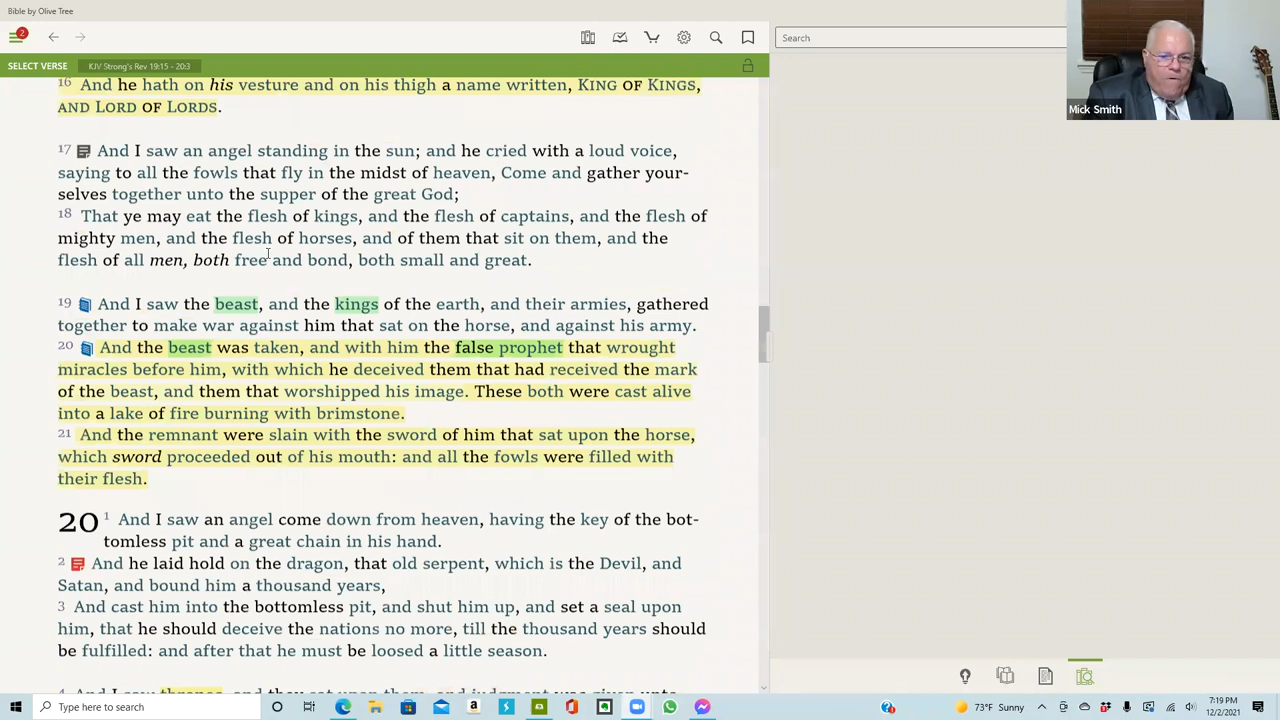 Bible by Olive Tree
2
Search
SELECT VERSE
KJV Strong's Rev 19:15 - 20:3
Mick Smith
16 And he hath on his vesture and on his thigh a name written, KING OF KINGS,
AND LORD OF LORDS.
17 And I saw an angel standing in the sun; and he cried with a loud voice,
saying to all the fowls that fly in the midst of heaven, Come and gather your-
selves together unto the supper of the great God;
18 That ye may eat the flesh of kings, and the flesh of captains, and the flesh of
mighty men, and the flesh of horses, and of them that sit on them, and the
flesh of all men, both free and bond, both small and great.
19 And I saw the beast, and the kings of the earth, and their armies, gathered
together to make war against him that sat on the horse, and against his army.
20 And the beast was taken, and with him the false prophet that wrought
miracles before him, with which he deceived them that had received the mark
of the beast, and them that worshipped his image. These both were cast alive
into a lake of fire burning with brimstone.
21 And the remnant were slain with the sword of him that sat upon the horse,
which sword proceeded out of his mouth: and all the fowls were filled with
their flesh.
20 1 And I saw an angel come down from heaven, having the key of the bot-
tomless pit and a great chain in his hand.
2 And he laid hold on the dragon, that old serpent, which is the Devil, and
Satan, and bound him a thousand years,
3 And cast him into the bottomless pit, and shut him up, and set a seal upon
him, that he should deceive the nations no more, till the thousand years should
be fulfilled: and after that he must be loosed a little season.
4 And I saw thrones, and they sat upon them, and judgment was given unto
Type here to search
73°F Sunny
7:19 PM
12/2/2021